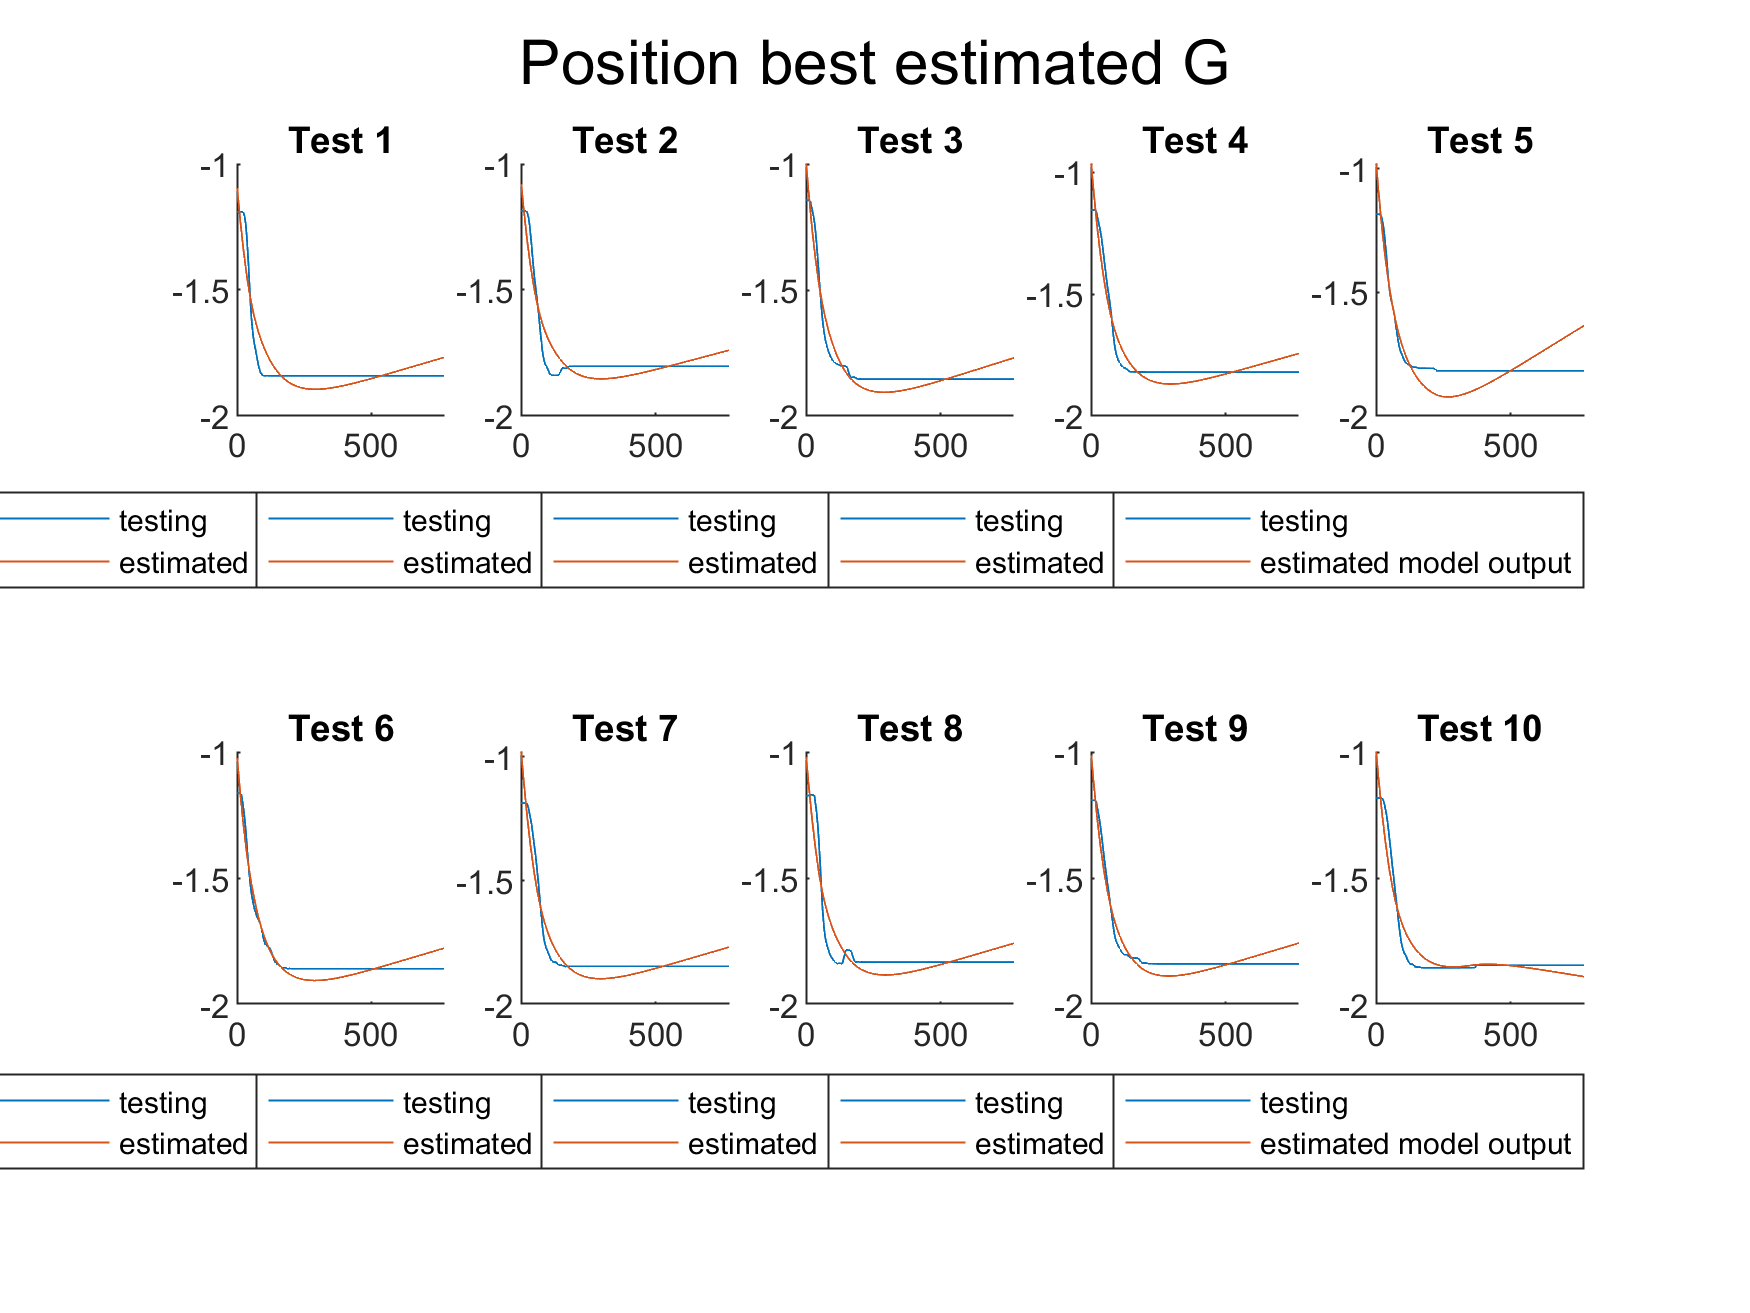 Position best estimated G
Test 1 Test 2 Test 3 Test 4 Test 5
-1 -1 -1 -1 -1
-1.5 -1.5 -1.5 -1.5 -1.5
-2 -2 -2 -2 -2
0 500 0 500 0 500 0 500 0 500
testing testing testing testing testing
estimated estimated estimated estimated estimated model output
Test 6 Test 7 Test 8 Test 9 Test 10
-1 -1 -1 -1 -1
-1.5 -1.5 -1.5 -1.5 -1.5
-2 -2 -2 -2 -2
0 500 0 500 0 500 0 500 0 500
testing testing testing testing testing
estimated estimated estimated estimated estimated model output